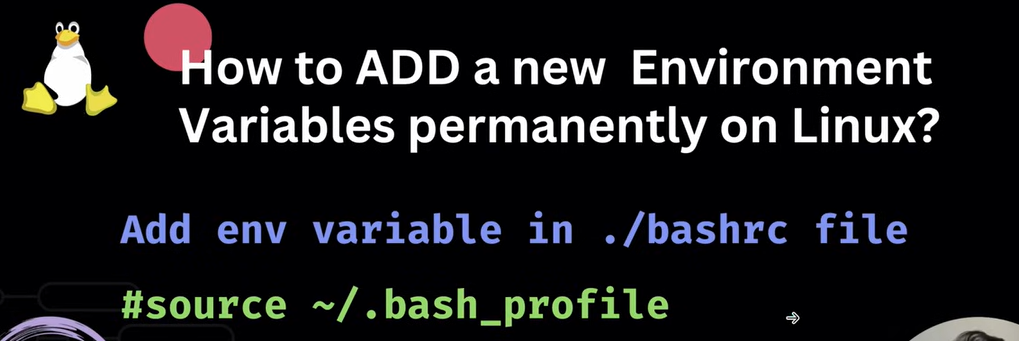 How to ADD a new Environment
Variables permanently on Linux?
Add env variable in ./bashrc file
#source ~/.bash_profile